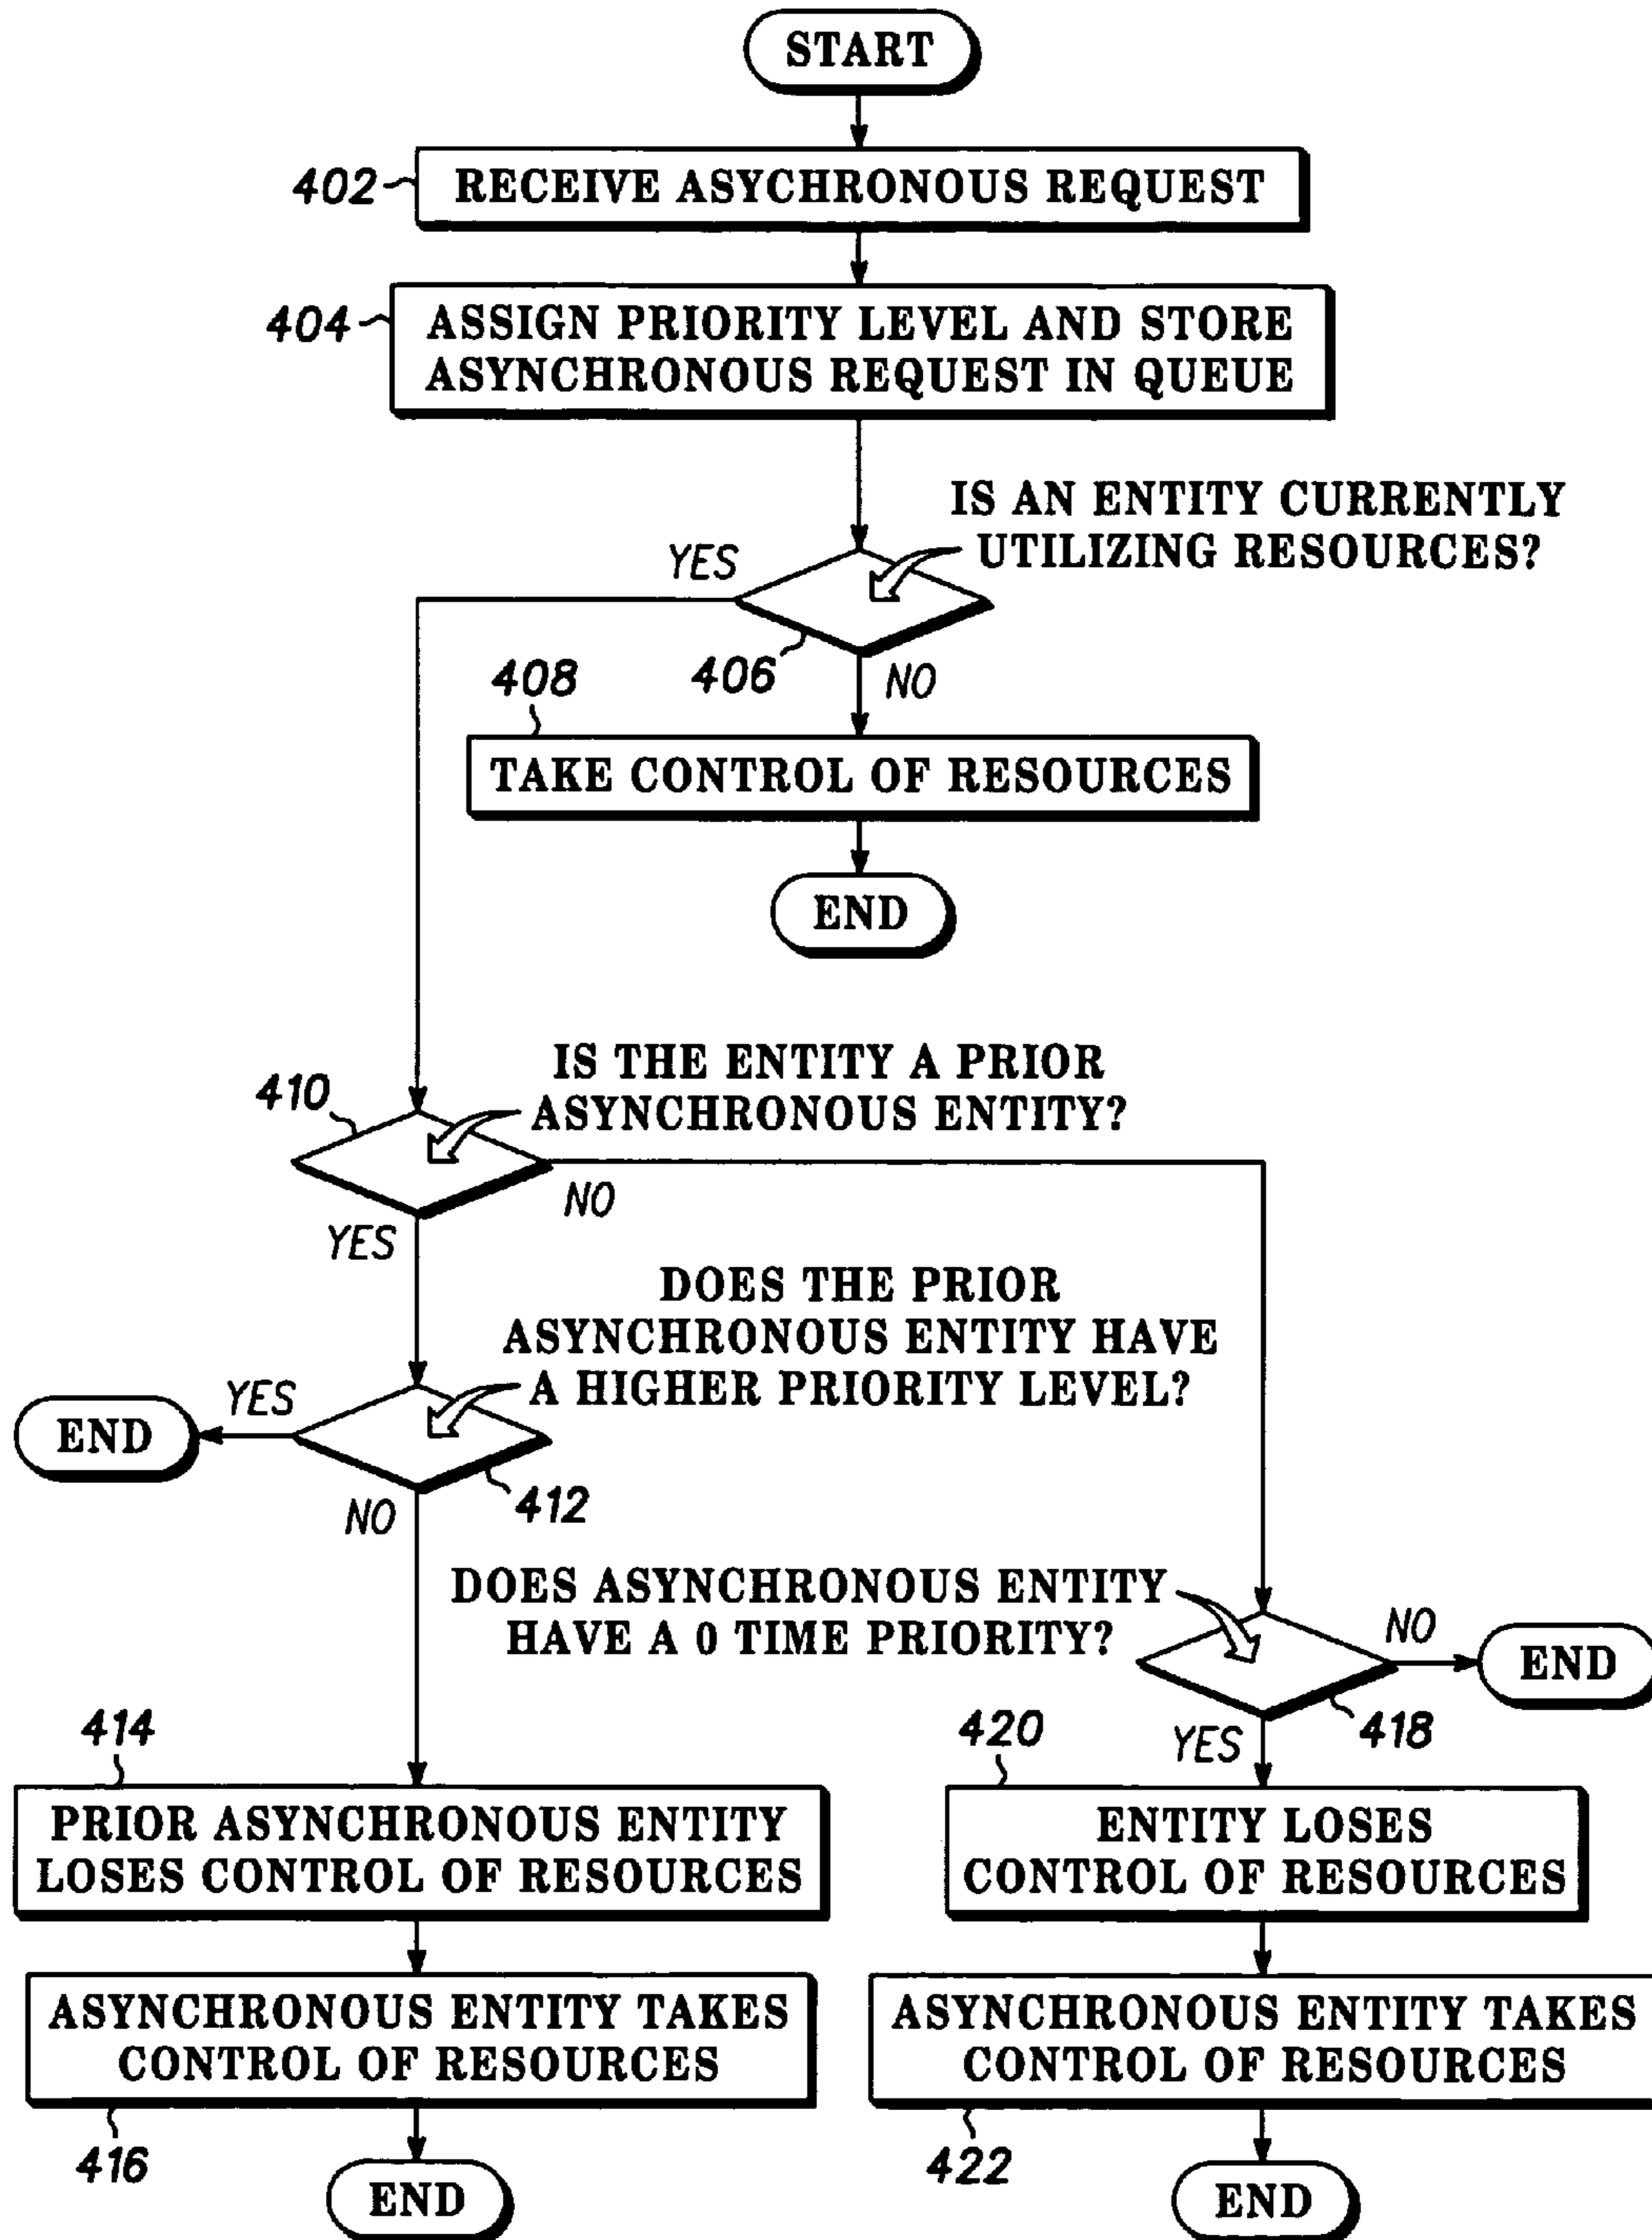 START
402
RECEIVE ASYCHRONOUS REQUEST
404
ASSIGN PRIORITY LEVEL AND STORE
ASYNCHRONOUS REQUEST IN QUEUE
IS AN ENTITY CURRENTLY
UTILIZING RESOURCES?
YES
406
NO
408
TAKE CONTROL OF RESOURCES
END
410
IS THE ENTITY A PRIOR
ASYNCHRONOUS ENTITY?
NO
YES
DOES THE PRIOR
ASYNCHRONOUS ENTITY HAVE
A HIGHER PRIORITY LEVEL?
YES
END
412
NO
DOES ASYNCHRONOUS ENTITY
HAVE A 0 TIME PRIORITY?
NO
END
418
YES
414
PRIOR ASYNCHRONOUS ENTITY
LOSES CONTROL OF RESOURCES
420
ENTITY LOSES
CONTROL OF RESOURCES
ASYNCHRONOUS ENTITY TAKES
CONTROL OF RESOURCES
416
END
ASYNCHRONOUS ENTITY TAKES
CONTROL OF RESOURCES
422
END